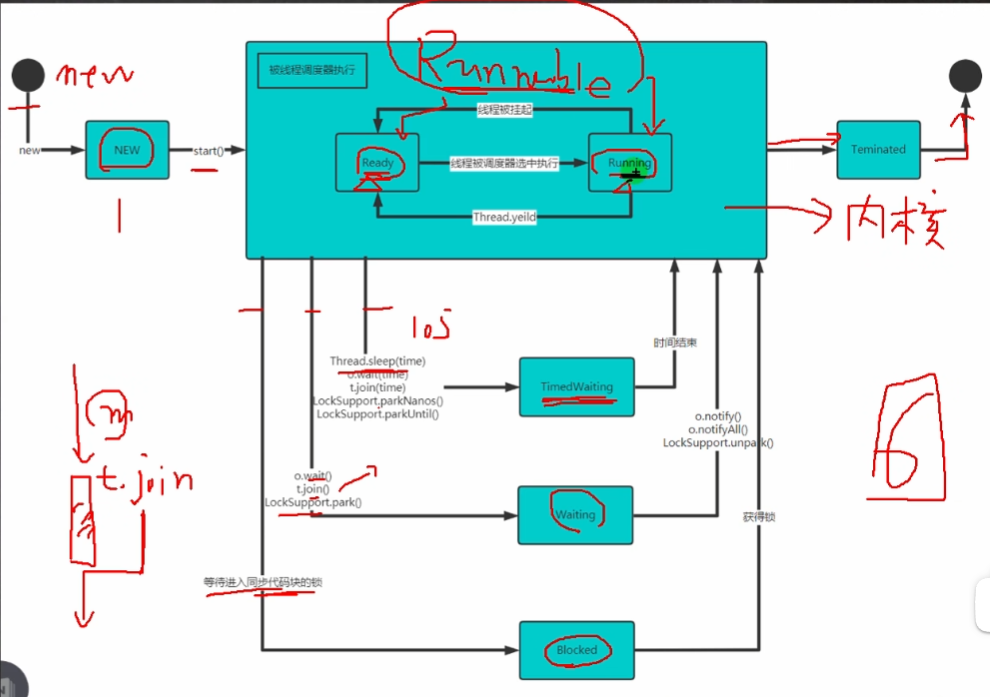 new
Runnable
被线程调度器执行
线程被挂起
new
NEW
start()
Ready
线程被调度器选中执行
Running
Teminated
1
Thread.yeild
内核
10s
Thread.sleep(time)
o.wait(time)
t.join(time)
LockSupport.parkNanos()
LockSupport.parkUntil()
时间结束
TimedWaiting
o.notify()
o.notifyAll()
LockSupport.unpark()
6
m
t.join
o.wait()
t.join()
LockSupport.park()
Waiting
获得锁
等待进入同步代码块的锁
Blocked